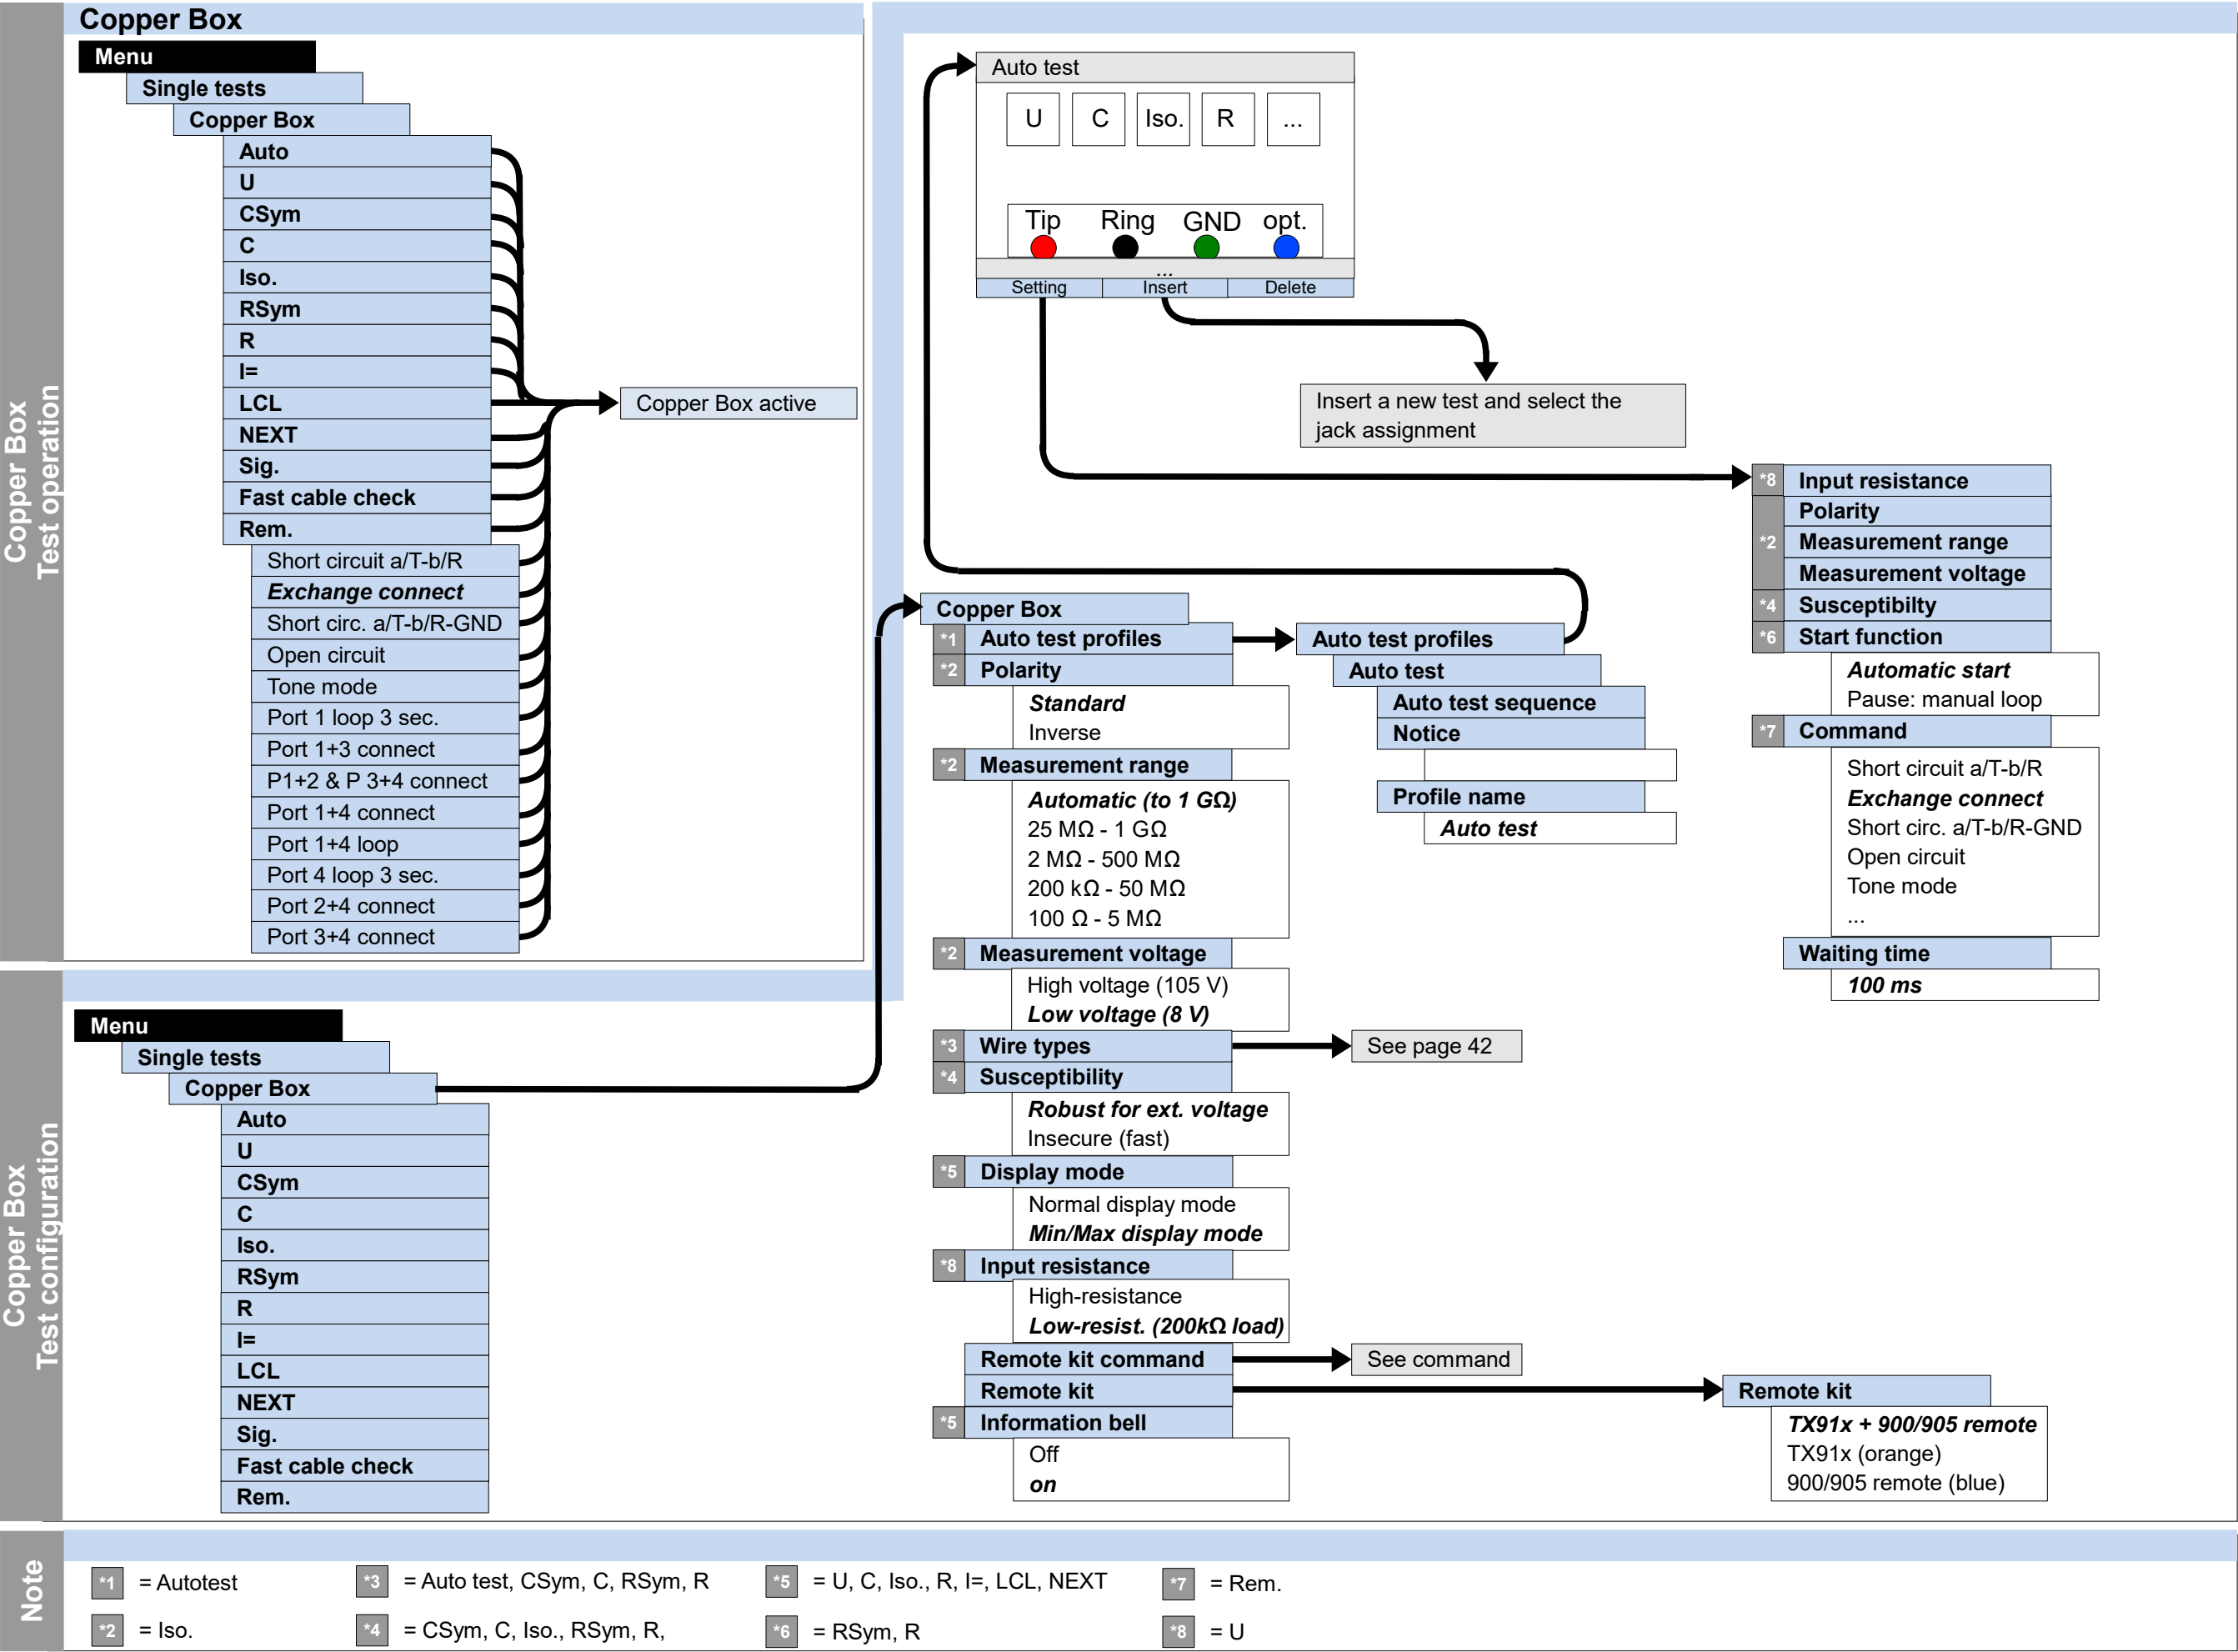 Copper Box
Copper Box
Test operation
Menu
Single tests
Copper Box
Auto
U
CSym
C
Iso.
RSym
R
I=
LCL
NEXT
Sig.
Fast cable check
Rem.
Short circuit a/T-b/R
Exchange connect
Short circ. a/T-b/R-GND
Open circuit
Tone mode
Port 1 loop 3 sec.
Port 1+3 connect
P1+2 & P 3+4 connect
Port 1+4 connect
Port 1+4 loop
Port 4 loop 3 sec.
Port 2+4 connect
Port 3+4 connect
Copper Box active
Copper Box
Test configuration
Menu
Single tests
Copper Box
Auto
U
CSym
C
Iso.
RSym
R
I=
LCL
NEXT
Sig.
Fast cable check
Rem.
Auto test
U C Iso. R ...
Tip Ring GND opt.
...
Setting Insert Delete
Insert a new test and select the
jack assignment
Copper Box
*1 Auto test profiles
*2 Polarity
Standard
Inverse
*2 Measurement range
Automatic (to 1 GΩ)
25 MΩ - 1 GΩ
2 MΩ - 500 MΩ
200 kΩ - 50 MΩ
100 Ω - 5 MΩ
*2 Measurement voltage
High voltage (105 V)
Low voltage (8 V)
*3 Wire types
See page 42
*4 Susceptibility
Robust for ext. voltage
Insecure (fast)
*5 Display mode
Normal display mode
Min/Max display mode
*8 Input resistance
High-resistance
Low-resist. (200kΩ load)
Remote kit command
See command
Remote kit
*5 Information bell
Off
on
Auto test profiles
Auto test
Auto test sequence
Notice
Profile name
Auto test
*8 Input resistance
Polarity
*2 Measurement range
Measurement voltage
*4 Susceptibilty
*6 Start function
Automatic start
Pause: manual loop
*7 Command
Short circuit a/T-b/R
Exchange connect
Short circ. a/T-b/R-GND
Open circuit
Tone mode
...
Waiting time
100 ms
Remote kit
TX91x + 900/905 remote
TX91x (orange)
900/905 remote (blue)
Note
*1 = Autotest
*3 = Auto test, CSym, C, RSym, R
*5 = U, C, Iso., R, I=, LCL, NEXT
*7 = Rem.
*2 = Iso.
*4 = CSym, C, Iso., RSym, R,
*6 = RSym, R
*8 = U